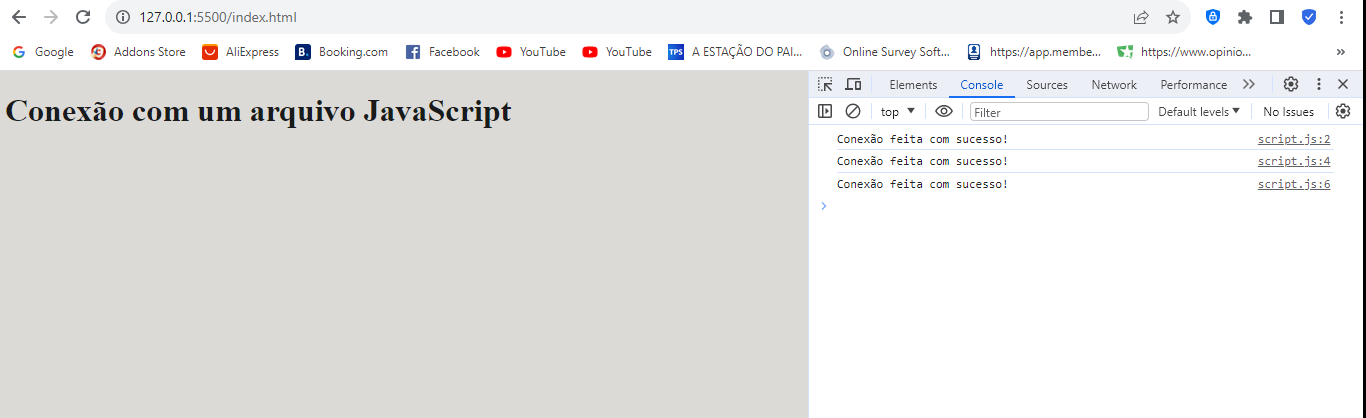 127.0.0.1:5500/index.html
Google Addons Store AliExpress Booking.com Facebook YouTube YouTube A ESTAÇÃO DO PAI... Online Survey Soft... https://app.membe... https://www.opinio... »
Conexão com um arquivo JavaScript
Elements Console Sources Network Performance
top Filter Default levels No Issues
Conexão feita com sucesso! script.js:2
Conexão feita com sucesso! script.js:4
Conexão feita com sucesso! script.js:6